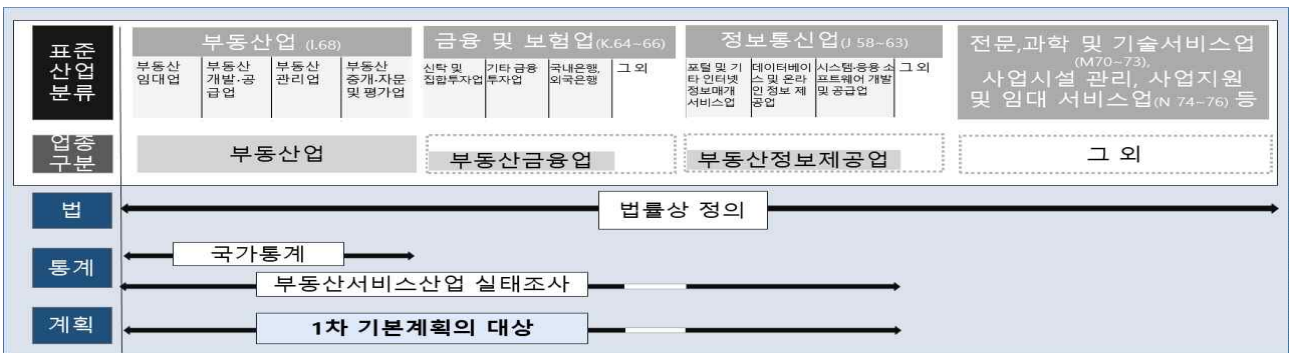 표준
산업
분류
부동산업 (l.68)
부동산
임대업
부동산
개발·공
급업
부동산
관리업
부동산
중개·자문
및 평가업
금융 및 보험업(K.64~66)
신탁 및
집합투자업
기타 금융
투자업
국내은행,
외국은행
그 외
정보통신업(J 58~63)
포털 및 기
타 인터넷
정보매개
서비스업
데이터베이
스 및 온라
인 정보 제
공업
시스템·응용 소
프트웨어 개발
및 공급업
그 외
전문,과학 및 기술서비스업
(M70~73),
사업시설 관리, 사업지원
및 임대 서비스업(N 74~76) 등
업종
구분
부동산업
부동산금융업
부동산정보제공업
그 외
법
법률상 정의
통계
국가통계
부동산서비스산업 실태조사
계획
1차 기본계획의 대상